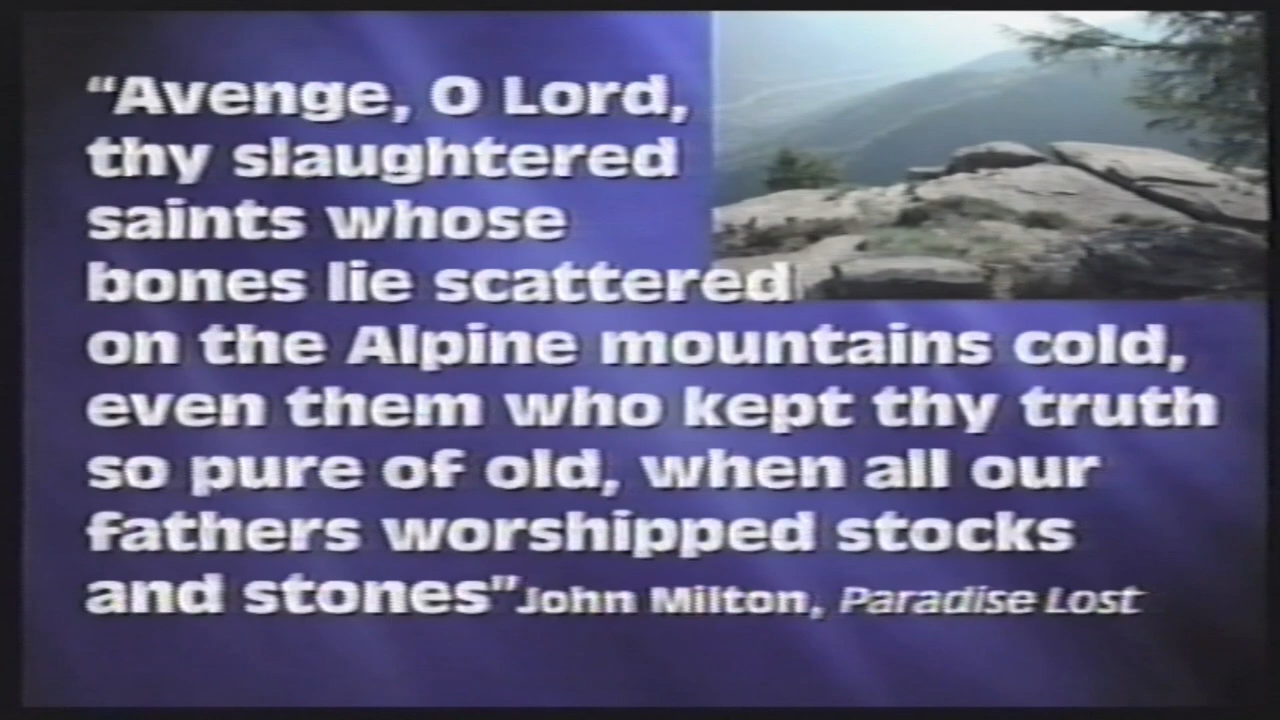 “Avenge, O Lord,
thy slaughtered
saints whose
bones lie scattered
on the Alpine mountains cold,
even them who kept thy truth
so pure of old, when all our
fathers worshipped stocks
and stones" John Milton, Paradise Lost